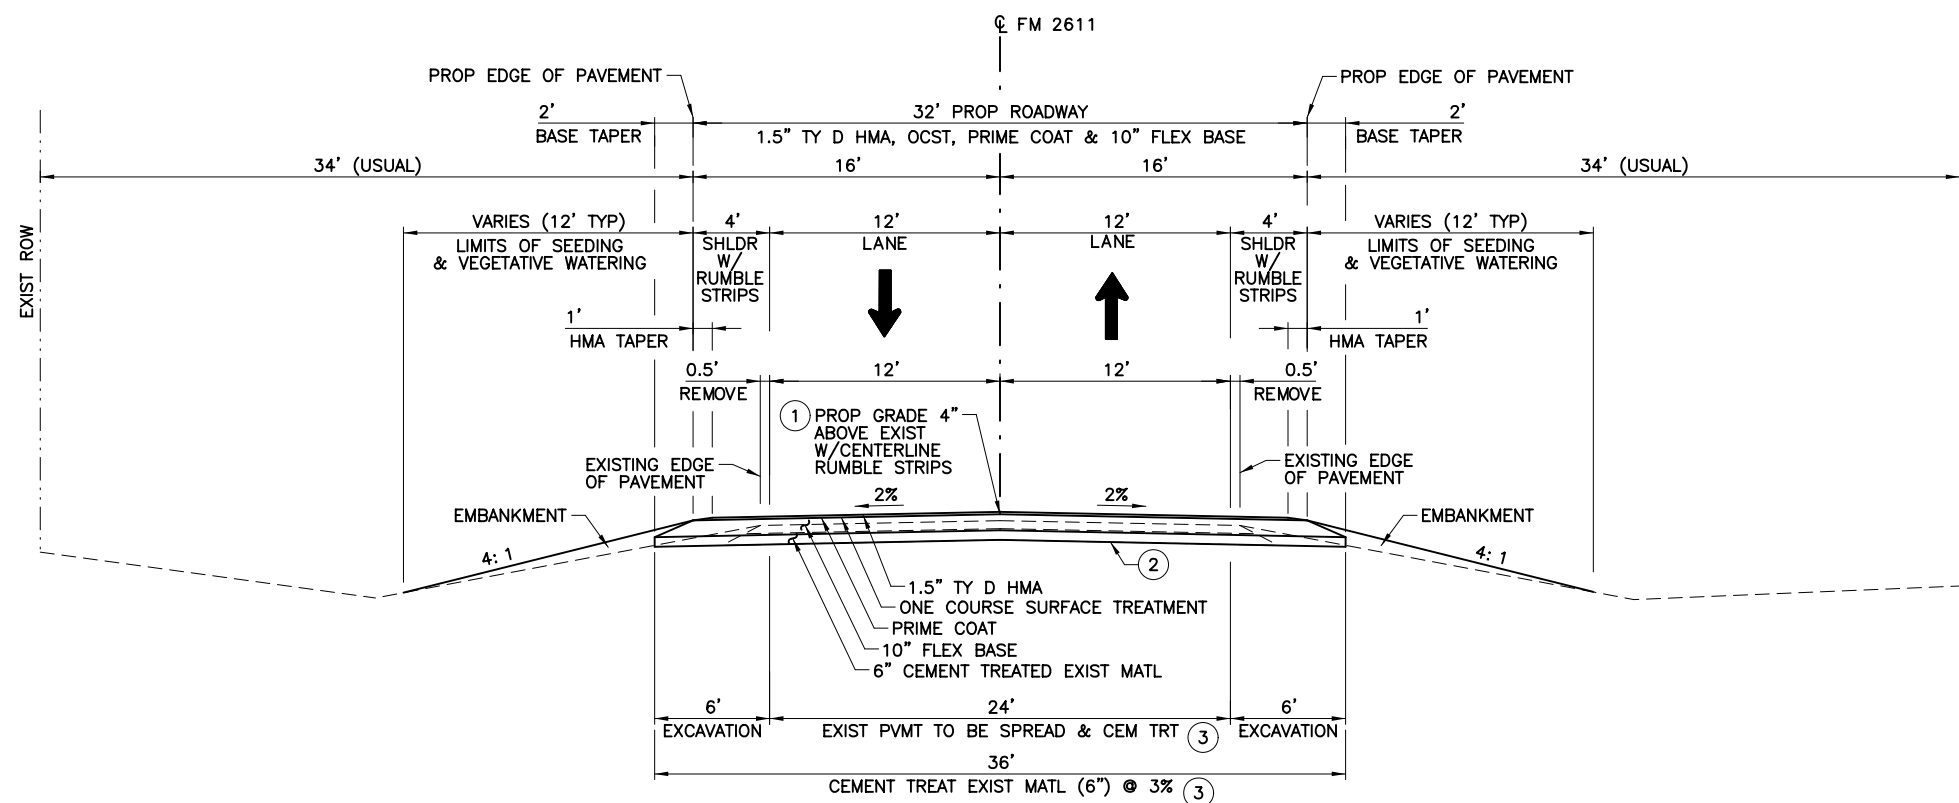 ℄ FM 2611
PROP EDGE OF PAVEMENT
PROP EDGE OF PAVEMENT
2'
BASE TAPER
32' PROP ROADWAY
1.5" TY D HMA, OCST, PRIME COAT & 10" FLEX BASE
2'
BASE TAPER
34' (USUAL)
16'
16'
34' (USUAL)
EXIST ROW
VARIES (12' TYP)
LIMITS OF SEEDING
& VEGETATIVE WATERING
4'
SHLDR
W/
RUMBLE
STRIPS
12'
LANE
12'
LANE
4'
SHLDR
W/
RUMBLE
STRIPS
VARIES (12' TYP)
LIMITS OF SEEDING
& VEGETATIVE WATERING
1'
HMA TAPER
1'
HMA TAPER
0.5'
REMOVE
12'
12'
0.5'
REMOVE
1 PROP GRADE 4"
ABOVE EXIST
W/CENTERLINE
RUMBLE STRIPS
EXISTING EDGE
OF PAVEMENT
EXISTING EDGE
OF PAVEMENT
2%
2%
EMBANKMENT
EMBANKMENT
4: 1
4: 1
2
1.5" TY D HMA
ONE COURSE SURFACE TREATMENT
PRIME COAT
10" FLEX BASE
6" CEMENT TREATED EXIST MATL
6'
EXCAVATION
24'
EXIST PVMT TO BE SPREAD & CEM TRT 3
6'
EXCAVATION
36'
CEMENT TREAT EXIST MATL (6") @ 3% 3